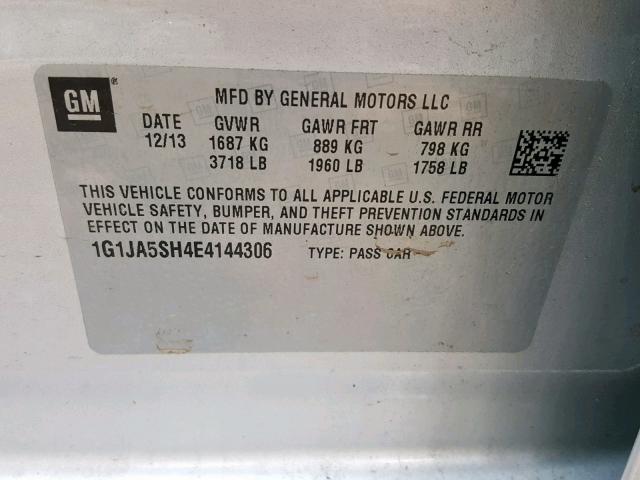 GM ®
MFD BY GENERAL MOTORS LLC
DATE GVWR GAWR FRT GAWR RR
12/13 1687 KG 889 KG 798 KG
3718 LB 1960 LB 1758 LB
THIS VEHICLE CONFORMS TO ALL APPLICABLE U.S. FEDERAL MOTOR
VEHICLE SAFETY, BUMPER, AND THEFT PREVENTION STANDARDS IN
EFFECT ON THE DATE OF MANUFACTURE SHOWN ABOVE.
1G1JA5SH4E4144306 TYPE: PASS CAR